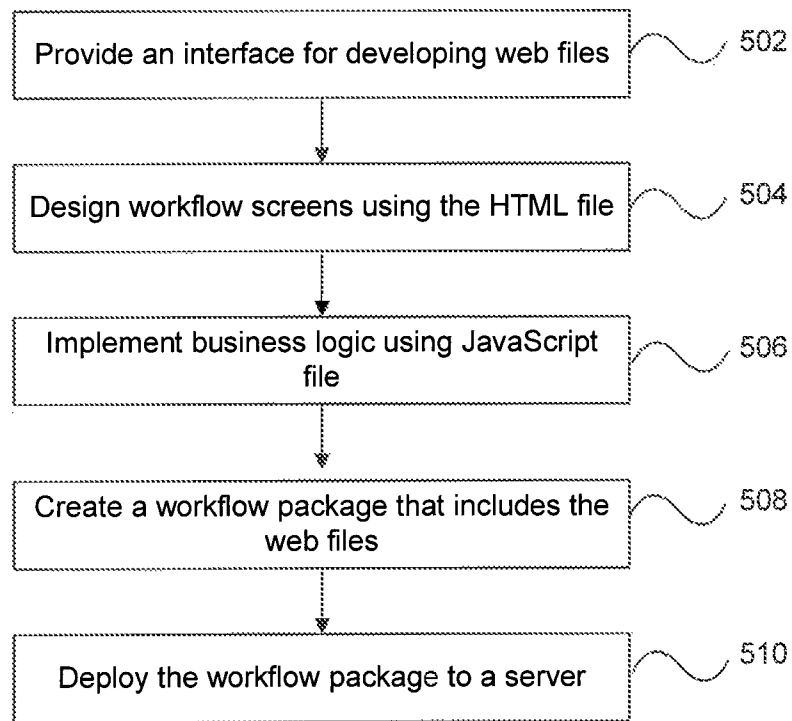 Provide an interface for developing web files
502
Design workflow screens using the HTML file
504
Implement business logic using JavaScript
file
506
Create a workflow package that includes the
web files
508
Deploy the workflow package to a server
510